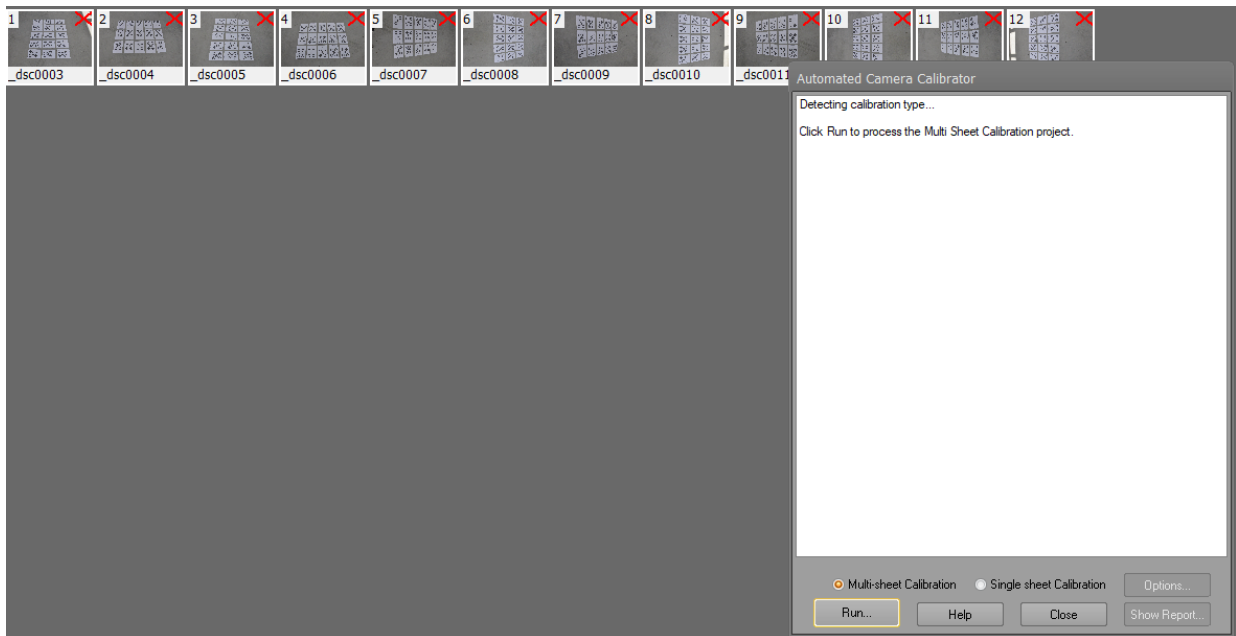 1 2 3 4 5 6 7 8 9 10 11 12
_dsc0003 _dsc0004 _dsc0005 _dsc0006 _dsc0007 _dsc0008 _dsc0009 _dsc0010 _dsc0011
Automated Camera Calibrator
Detecting calibration type...
Click Run to process the Multi Sheet Calibration project.
Multi-sheet Calibration Single sheet Calibration Options...
Run... Help Close Show Report...